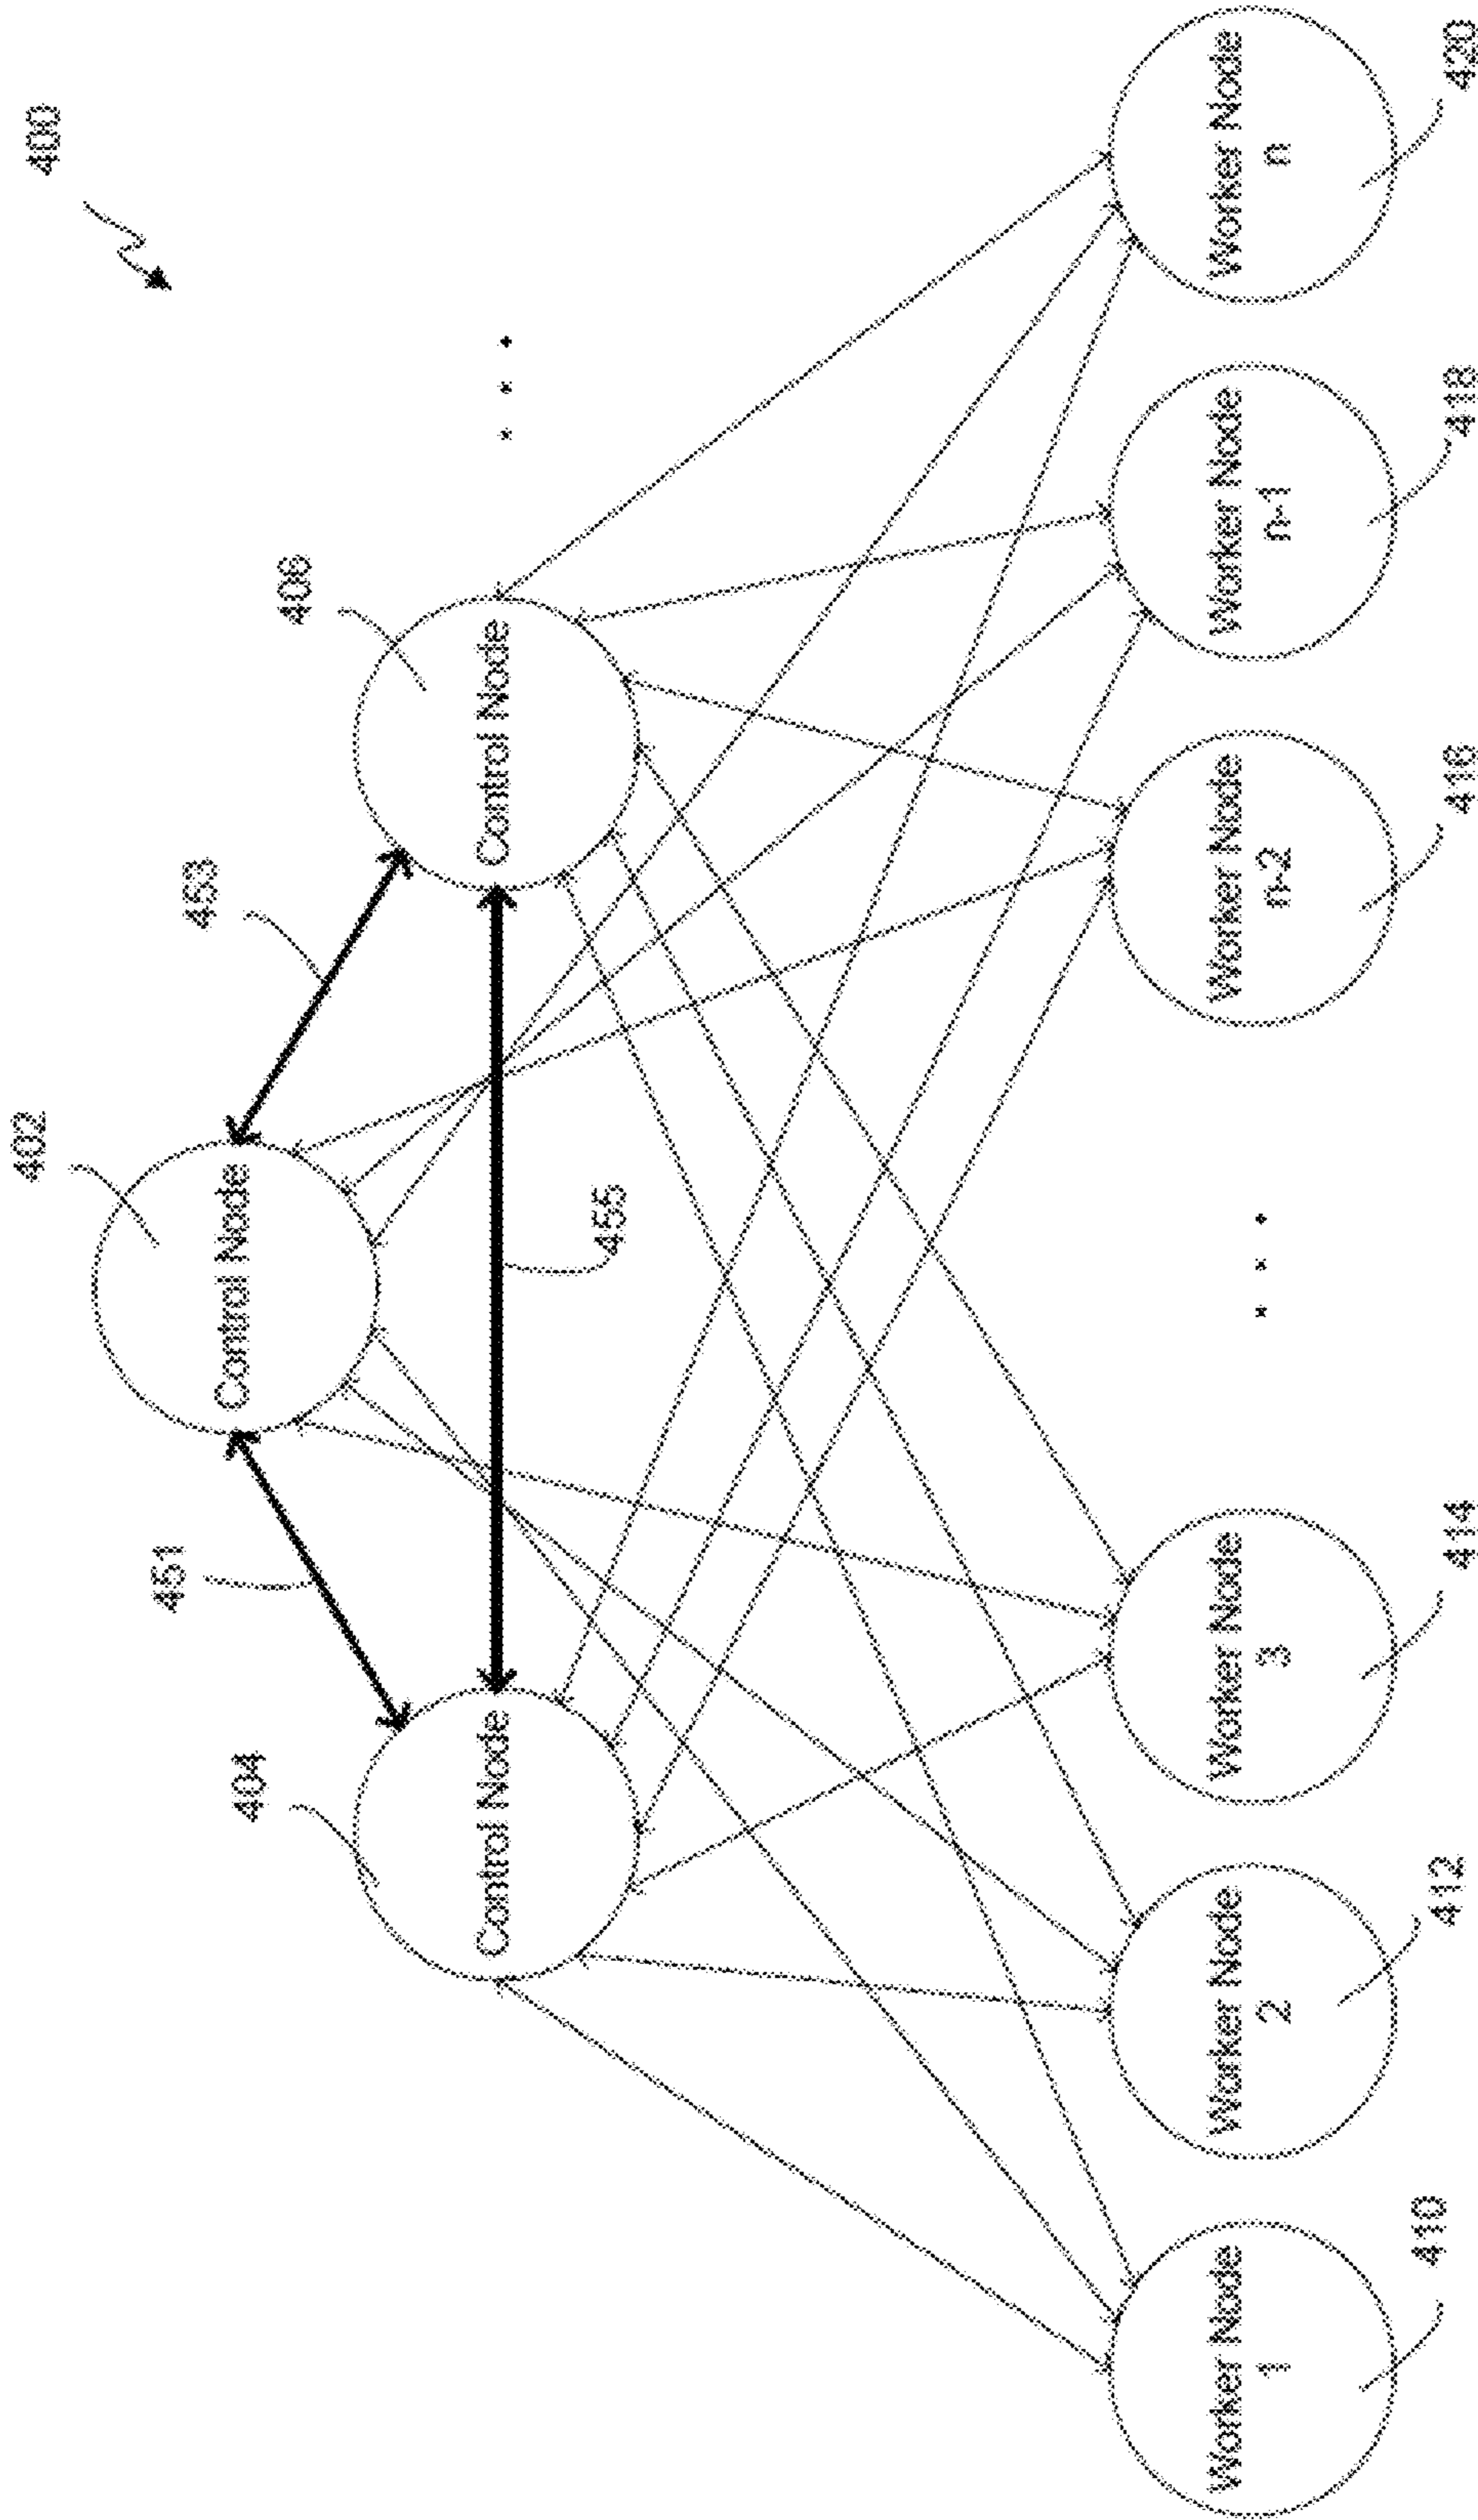 400
402
451
453
404
406
Control Node
Control Node
Control Node
455
Worker Node
1
Worker Node
2
Worker Node
3
. . .
Worker Node
n-2
Worker Node
n-1
Worker Node
n
. . .
410
412
414
416
418
420